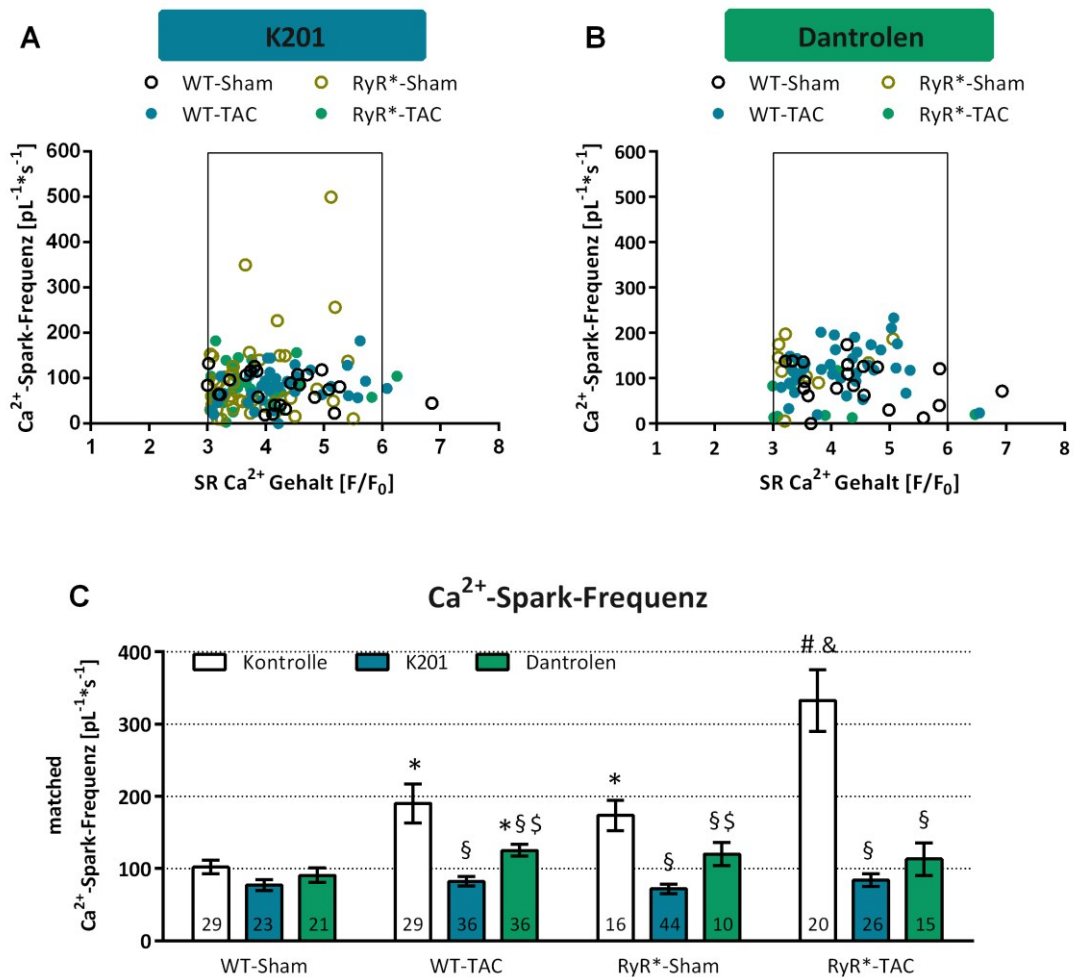 A
K201
WT-Sham RyR*-Sham
WT-TAC RyR*-TAC
Ca²⁺-Spark-Frequenz [pL⁻¹*s⁻¹]
600
500
400
300
200
100
0
1 2 3 4 5 6 7 8
SR Ca²⁺ Gehalt [F/F₀]
B
Dantrolen
WT-Sham RyR*-Sham
WT-TAC RyR*-TAC
Ca²⁺-Spark-Frequenz [pL⁻¹*s⁻¹]
600
500
400
300
200
100
0
1 2 3 4 5 6 7 8
SR Ca²⁺ Gehalt [F/F₀]
C
Ca²⁺-Spark-Frequenz
matched
Ca²⁺-Spark-Frequenz [pL⁻¹*s⁻¹]
400
300
200
100
0
Kontrolle K201 Dantrolen
# &
* *
*§$ §$ §
§ § §
29 23 21 29 36 36 16 44 10 20 26 15
WT-Sham WT-TAC RyR*-Sham RyR*-TAC